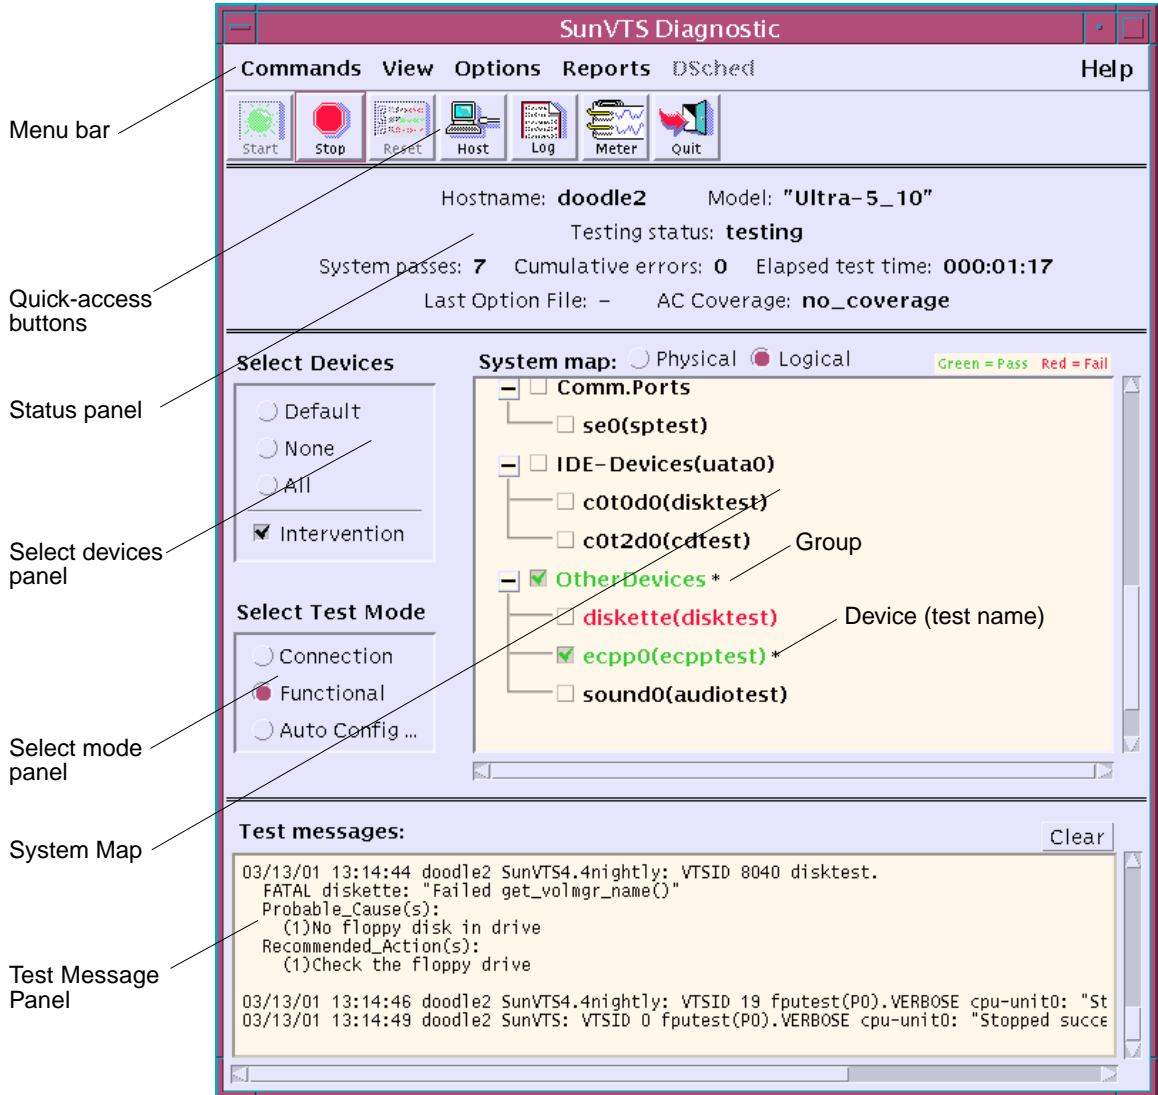 SunVTS Diagnostic
Commands View Options Reports DSched Help
Menu bar
Start Stop Reset Host Log Meter Quit
Hostname: doodle2 Model: "Ultra-5_10"
Testing status: testing
System passes: 7 Cumulative errors: 0 Elapsed test time: 000:01:17
Last Option File: - AC Coverage: no_coverage
Quick-access
buttons
Status panel
Select Devices
Default
None
All
Intervention
Select devices
panel
System map: Physical Logical Green = Pass Red = Fail
Comm.Ports
se0(sptest)
IDE-Devices(uata0)
c0t0d0(disktest)
c0t2d0(cdtest)
OtherDevices *
diskette(disktest)
ecpp0(ecpptest) *
sound0(audiotest)
Group
Device (test name)
Select Test Mode
Connection
Functional
Auto Config ...
Select mode
panel
System Map
Test messages:
Clear
03/13/01 13:14:44 doodle2 SunVTS4.4nightly: VTSID 8040 disktest.
FATAL diskette: "Failed get_volmgr_name()"
Probable_Cause(s):
(1)No floppy disk in drive
Recommended_Action(s):
(1)Check the floppy drive
03/13/01 13:14:46 doodle2 SunVTS4.4nightly: VTSID 19 fputest(P0).VERBOSE cpu-unit0: "St
03/13/01 13:14:49 doodle2 SunVTS: VTSID 0 fputest(P0).VERBOSE cpu-unit0: "Stopped succe
Test Message
Panel